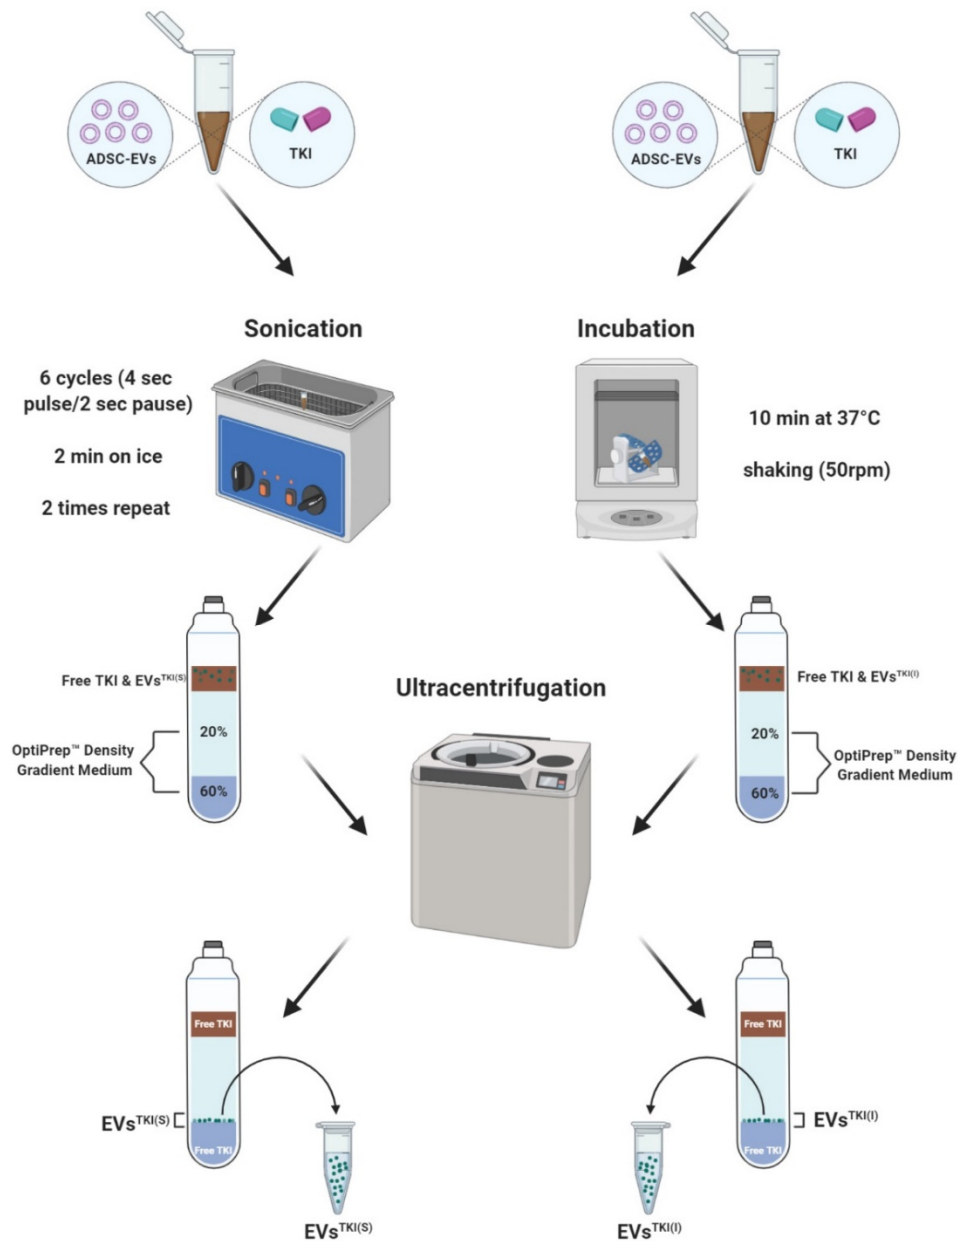 ADSC-EVs
TKI
ADSC-EVs
TKI
Sonication
Incubation
6 cycles (4 sec
pulse/2 sec pause)
2 min on ice
2 times repeat
10 min at 37°C
shaking (50rpm)
Free TKI & EVsTKI(S)
20%
OptiPrep™ Density
Gradient Medium
60%
Ultracentrifugation
Free TKI & EVsTKI(I)
20%
OptiPrep™ Density
Gradient Medium
60%
Free TKI
EVsTKI(S)
Free TKI
EVsTKI(S)
Free TKI
EVsTKI(I)
Free TKI
EVsTKI(I)